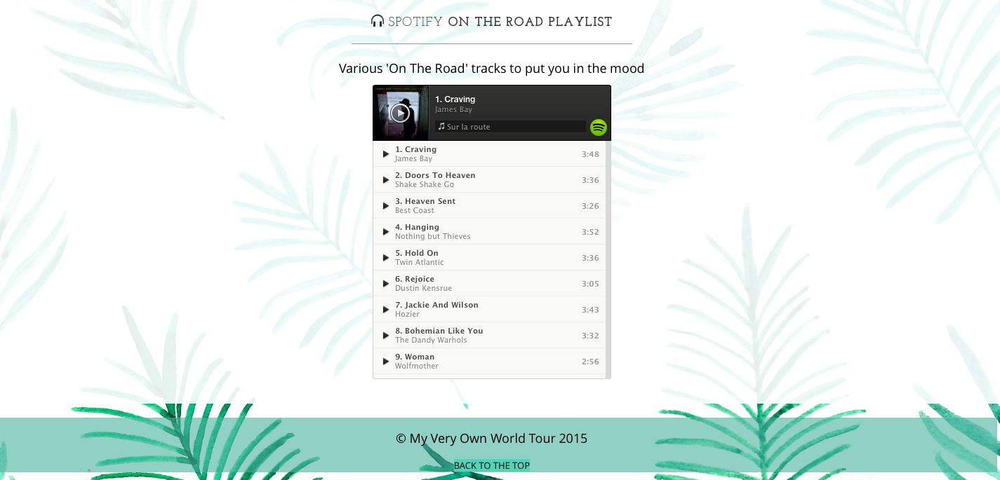 SPOTIFY ON THE ROAD PLAYLIST
Various 'On The Road' tracks to put you in the mood
1. Craving
James Bay
Sur la route
1. Craving
James Bay
3:48
2. Doors To Heaven
Shake Shake Go
3:36
3. Heaven Sent
Best Coast
3:26
4. Hanging
Nothing but Thieves
3:52
5. Hold On
Twin Atlantic
3:36
6. Rejoice
Dustin Kensrue
3:05
7. Jackie And Wilson
Hozier
3:43
8. Bohemian Like You
The Dandy Warhols
3:32
9. Woman
Wolfmother
2:56
© My Very Own World Tour 2015
BACK TO THE TOP